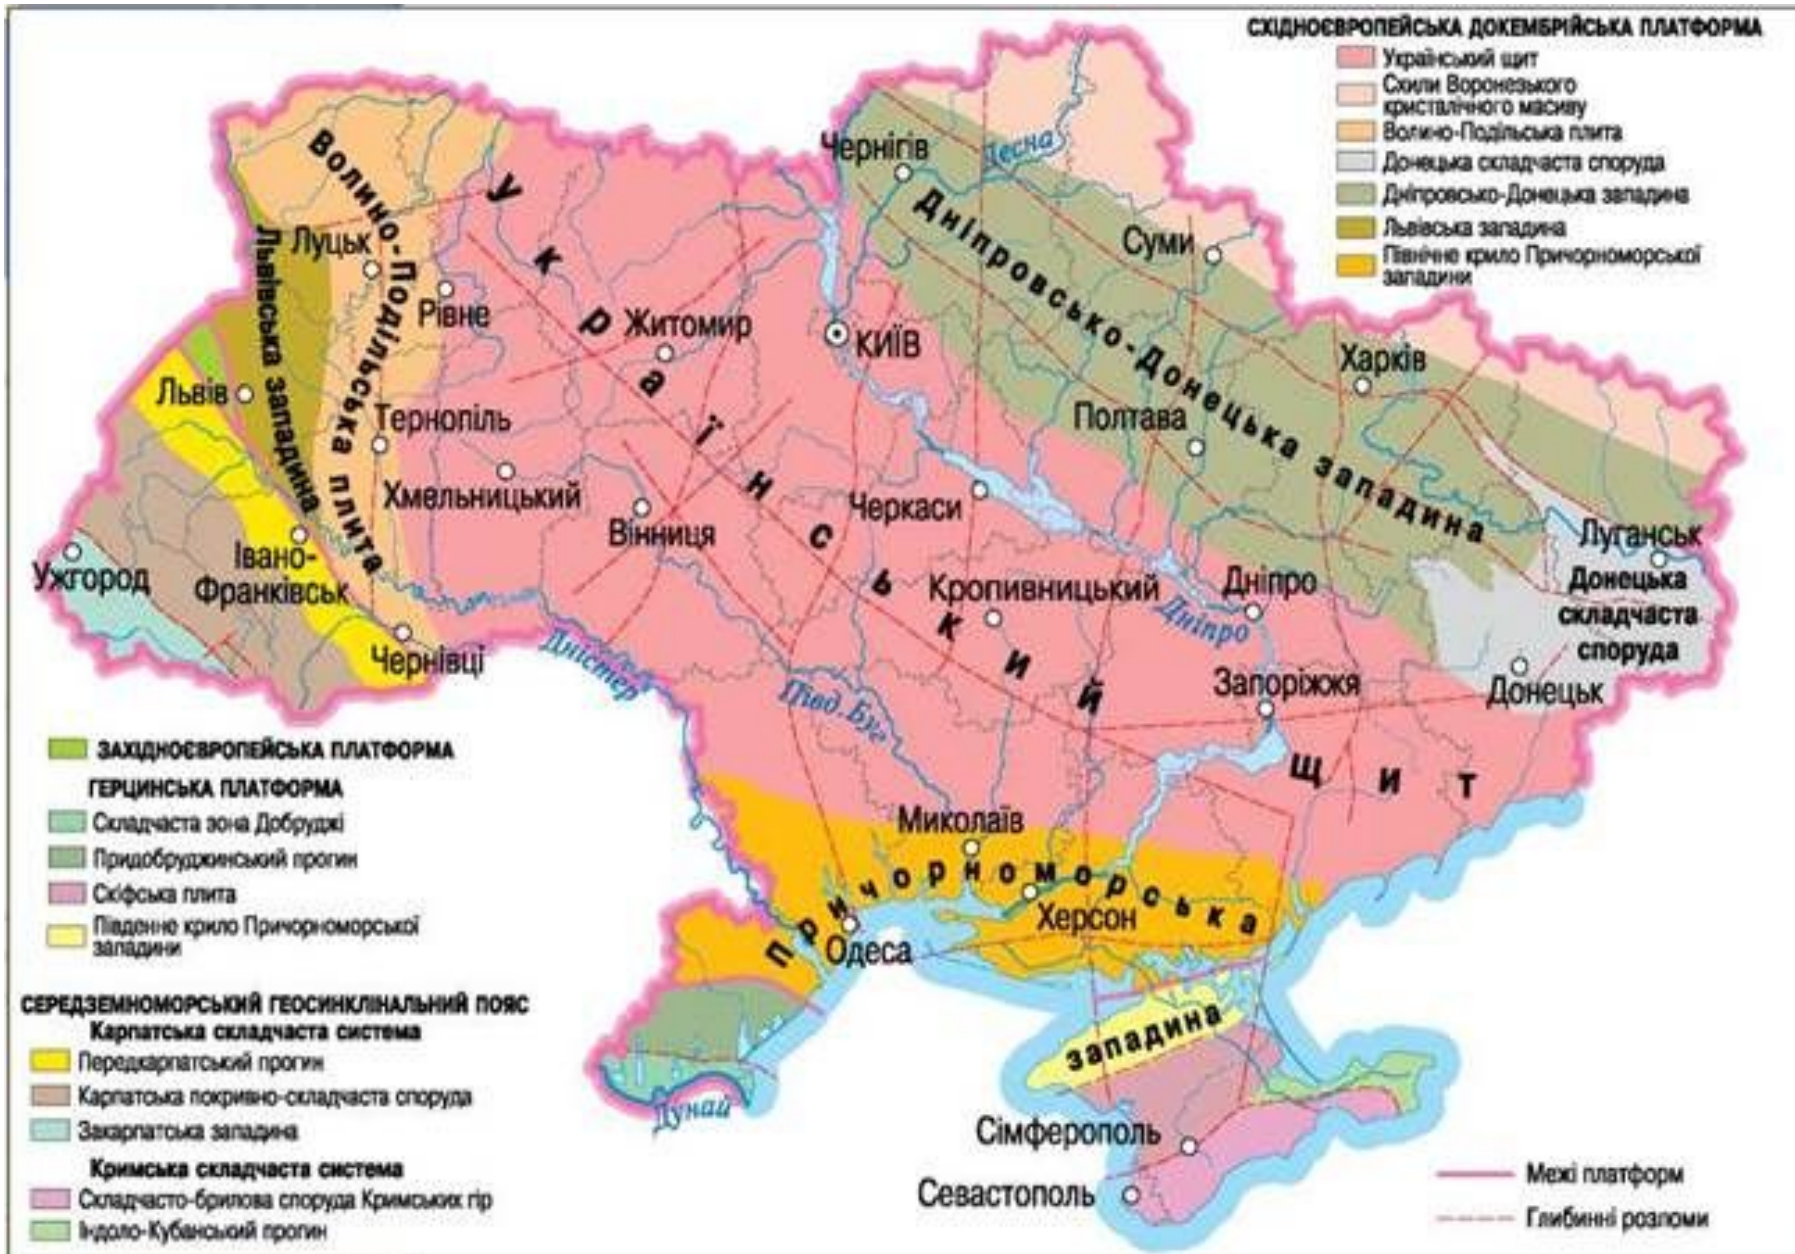 СХІДНОЄВРОПЕЙСЬКА ДОКЕМБРІЙСЬКА ПЛАТФОРМА
Український щит
Схили Воронезького
кристалічного масиву
Волино-Подільська плита
Донецька складчаста споруда
Дніпровсько-Донецька западина
Львівська западина
Північне крило Причорноморської
западини
Волино-Подільська плита
Український щит
Дніпровсько-Донецька западина
Львівська западина
Чернігів
Десна
Суми
Луцьк
Рівне
Житомир
КИЇВ
Харків
Львів
Тернопіль
Полтава
Хмельницький
Вінниця
Черкаси
Луганськ
Ужгород
Івано-
Франківськ
Кропивницький
Дніпро
Дніпро
Донецька
складчаста
споруда
Чернівці
Дністер
Півд.Буг
Запоріжжя
Донецьк
Миколаїв
Причорноморська
Херсон
Одеса
западина
Дунай
Сімферополь
Севастополь
ЗАХІДНОЄВРОПЕЙСЬКА ПЛАТФОРМА
ГЕРЦИНСЬКА ПЛАТФОРМА
Складчаста зона Добруджі
Придобруджинський прогин
Скіфська плита
Південне крило Причорноморської
западини
СЕРЕДЗЕМНОМОРСЬКИЙ ГЕОСИНКЛІНАЛЬНИЙ ПОЯС
Карпатська складчаста система
Передкарпатський прогин
Карпатська покривно-складчаста споруда
Закарпатська западина
Кримська складчаста система
Складчасто-брилова споруда Кримських гір
Індоло-Кубанський прогин
Межі платформ
Глибинні розломи